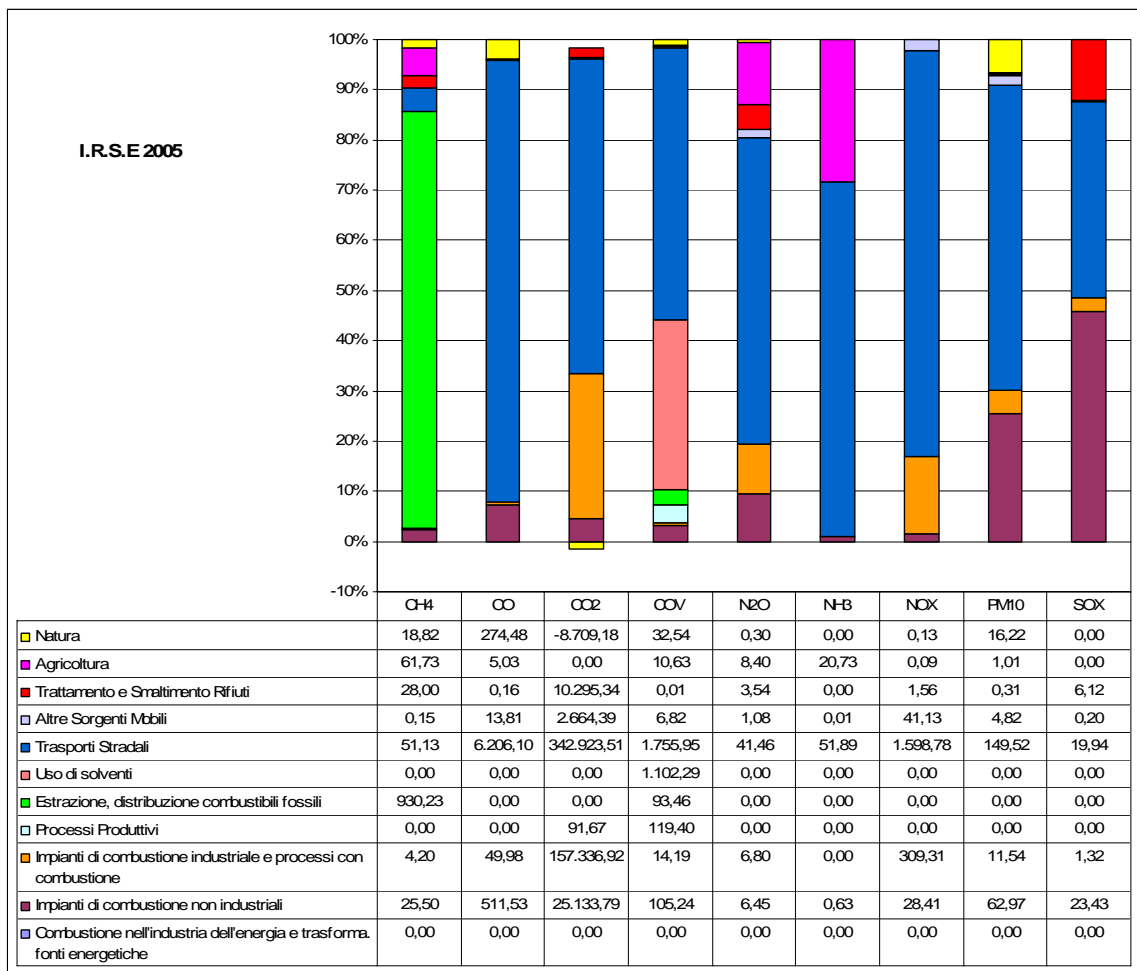 I.R.S.E 2005
100%
90%
80%
70%
60%
50%
40%
30%
20%
10%
0%
-10%
CH4 CO CO2 COV N2O NH3 NOX PM10 SOX
Natura 18,82 274,48 -8.709,18 32,54 0,30 0,00 0,13 16,22 0,00
Agricoltura 61,73 5,03 0,00 10,63 8,40 20,73 0,09 1,01 0,00
Trattamento e Smaltimento Rifiuti 28,00 0,16 10.295,34 0,01 3,54 0,00 1,56 0,31 6,12
Altre Sorgenti Mobili 0,15 13,81 2.664,39 6,82 1,08 0,01 41,13 4,82 0,20
Trasporti Stradali 51,13 6.206,10 342.923,51 1.755,95 41,46 51,89 1.598,78 149,52 19,94
Uso di solventi 0,00 0,00 0,00 1.102,29 0,00 0,00 0,00 0,00 0,00
Estrazione, distribuzione combustibili fossili 930,23 0,00 0,00 93,46 0,00 0,00 0,00 0,00 0,00
Processi Produttivi 0,00 0,00 91,67 119,40 0,00 0,00 0,00 0,00 0,00
Impianti di combustione industriale e processi con
combustione 4,20 49,98 157.336,92 14,19 6,80 0,00 309,31 11,54 1,32
Impianti di combustione non industriali 25,50 511,53 25.133,79 105,24 6,45 0,63 28,41 62,97 23,43
Combustione nell'industria dell'energia e trasforma.
fonti energetiche 0,00 0,00 0,00 0,00 0,00 0,00 0,00 0,00 0,00